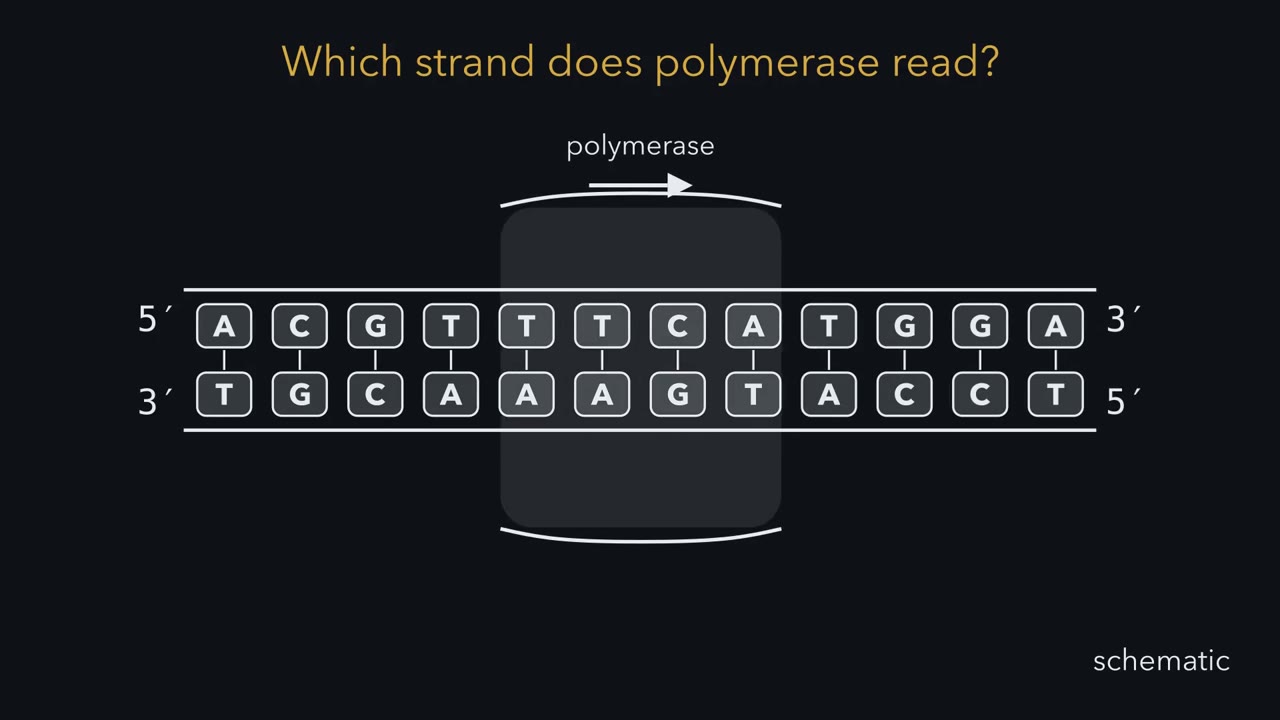 Which strand does polymerase read?
polymerase
5′ A C G T T T C A T G G A 3′
3′ T G C A A A G T A C C T 5′
schematic